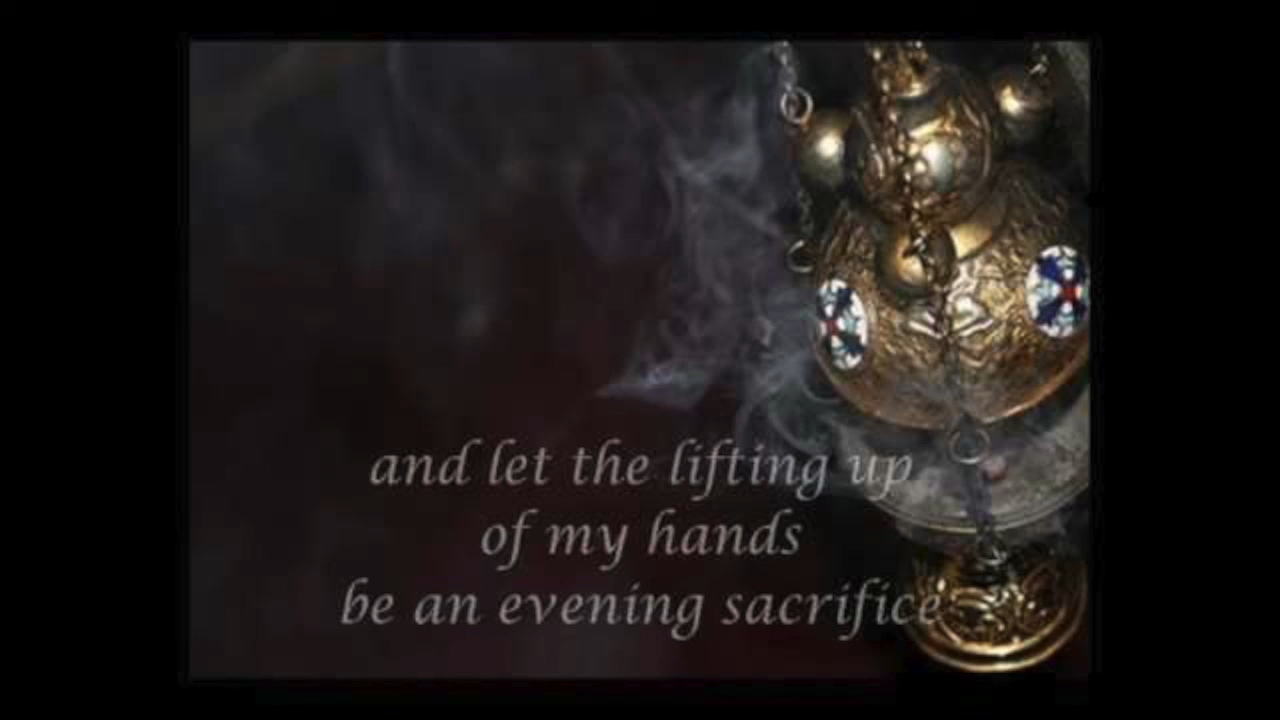 and let the lifting up
of my hands
be an evening sacrifice